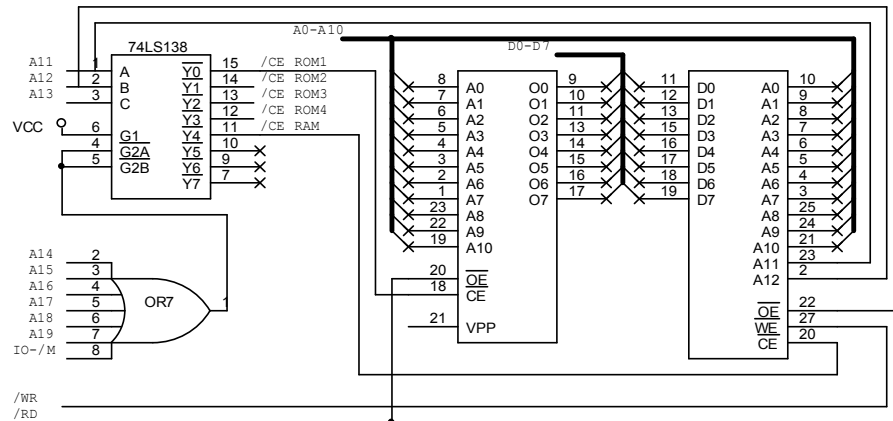 A0-A10
D0-D7
74LS138
A11 1 A Y0 15 /CE ROM1
A12 2 B Y1 14 /CE ROM2
A13 3 C Y2 13 /CE ROM3
Y3 12 /CE ROM4
VCC 6 G1 Y4 11 /CE RAM
4 G2A Y5 10
5 G2B Y6 9
Y7 7
8 A0 O0 9
7 A1 O1 10
6 A2 O2 11
5 A3 O3 13
4 A4 O4 14
3 A5 O5 15
2 A6 O6 16
1 A7 O7 17
23 A8
22 A9
19 A10
20 OE
18 CE
21 VPP
11 D0 A0 10
12 D1 A1 9
13 D2 A2 8
15 D3 A3 7
16 D4 A4 6
17 D5 A5 5
18 D6 A6 4
19 D7 A7 3
A8 25
A9 24
A10 21
A11 23
A12 2
OE 22
WE 27
CE 20
A14 2
A15 3
A16 4
A17 5
A18 6
A19 7
IO-/M 8
OR7 1
/WR
/RD